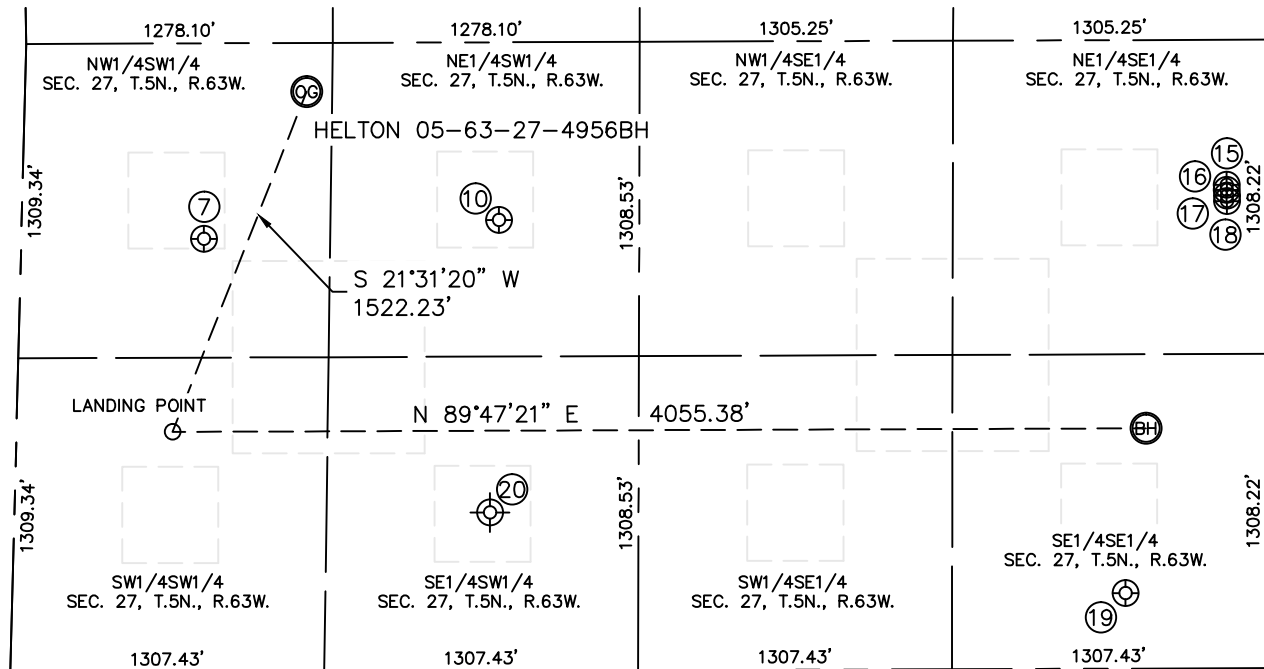 1278.10’
1278.10’
1305.25’
1305.25’
NW1/4SW1/4
SEC. 27, T.5N., R.63W.
NE1/4SW1/4
SEC. 27, T.5N., R.63W.
NW1/4SE1/4
SEC. 27, T.5N., R.63W.
NE1/4SE1/4
SEC. 27, T.5N., R.63W.
OG
HELTON 05-63-27-4956BH
1309.34’
7
10
1308.53’
15
16
17
18
1308.22’
S 21°31’20” W
1522.23’
LANDING POINT
N 89°47’21” E
4055.38’
BH
1309.34’
20
1308.53’
1308.22’
SW1/4SW1/4
SEC. 27, T.5N., R.63W.
SE1/4SW1/4
SEC. 27, T.5N., R.63W.
SW1/4SE1/4
SEC. 27, T.5N., R.63W.
SE1/4SE1/4
SEC. 27, T.5N., R.63W.
19
1307.43’
1307.43’
1307.43’
1307.43’